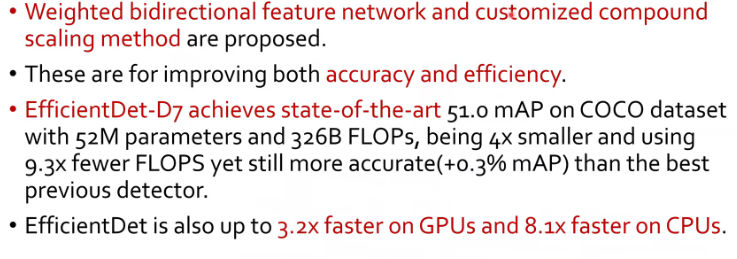 • Weighted bidirectional feature network and customized compound
scaling method are proposed.
• These are for improving both accuracy and efficiency.
• EfficientDet-D7 achieves state-of-the-art 51.0 mAP on COCO dataset
with 52M parameters and 326B FLOPs, being 4x smaller and using
9.3x fewer FLOPS yet still more accurate(+0.3% mAP) than the best
previous detector.
• EfficientDet is also up to 3.2x faster on GPUs and 8.1x faster on CPUs.